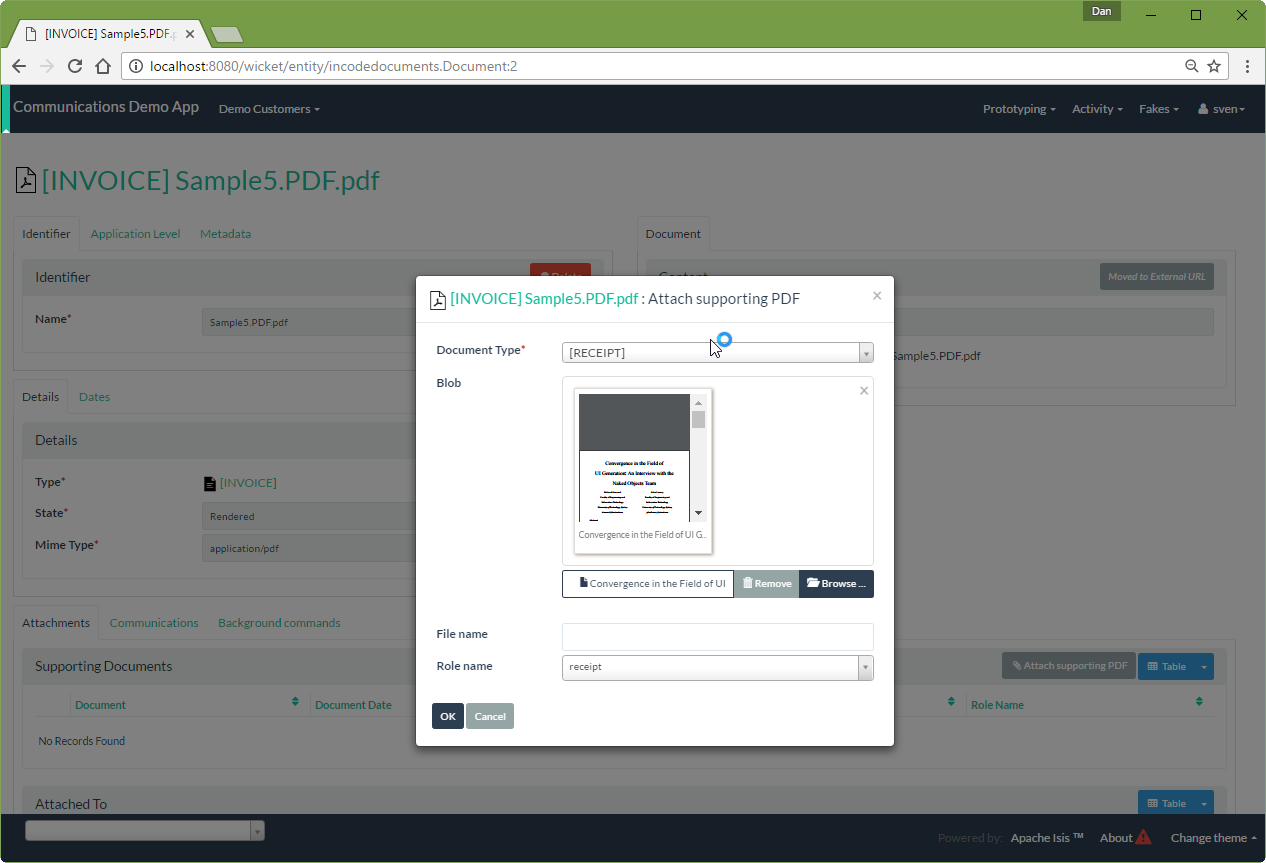 Dan
[INVOICE] Sample5.PDF.p
localhost:8080/wicket/entity/incodedocuments.Document:2
Communications Demo App
Demo Customers
Prototyping
Activity
Fakes
sven
[INVOICE] Sample5.PDF.pdf
Identifier
Application Level
Metadata
Document
Identifier
Delete
Content
Moved to External URL
Name*
Sample5.PDF.pdf
Sample5.PDF.pdf
Details
Dates
Details
Type*
[INVOICE]
State*
Rendered
Mime Type*
application/pdf
[INVOICE] Sample5.PDF.pdf : Attach supporting PDF
Document Type*
[RECEIPT]
Blob
Convergence in the Field of
UI Generation: An Interview with the
Naked Objects Team
Convergence in the Field of UI G..
Convergence in the Field of UI
Remove
Browse ...
File name
Role name
receipt
OK
Cancel
Attachments
Communications
Background commands
Supporting Documents
Attach supporting PDF
Table
Document
Document Date
Role Name
No Records Found
Attached To
Table
Powered by:
Apache Isis ™
About
Change theme